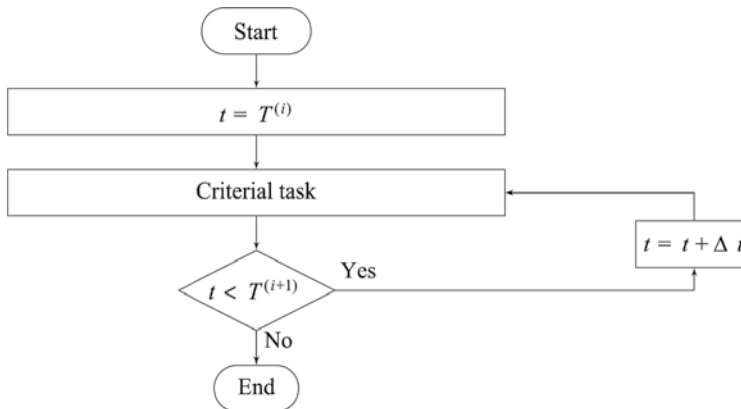 Start
t = T⁽ⁱ⁾
Criterial task
t = t + Δ
t < T⁽ⁱ⁺¹⁾
Yes
No
End